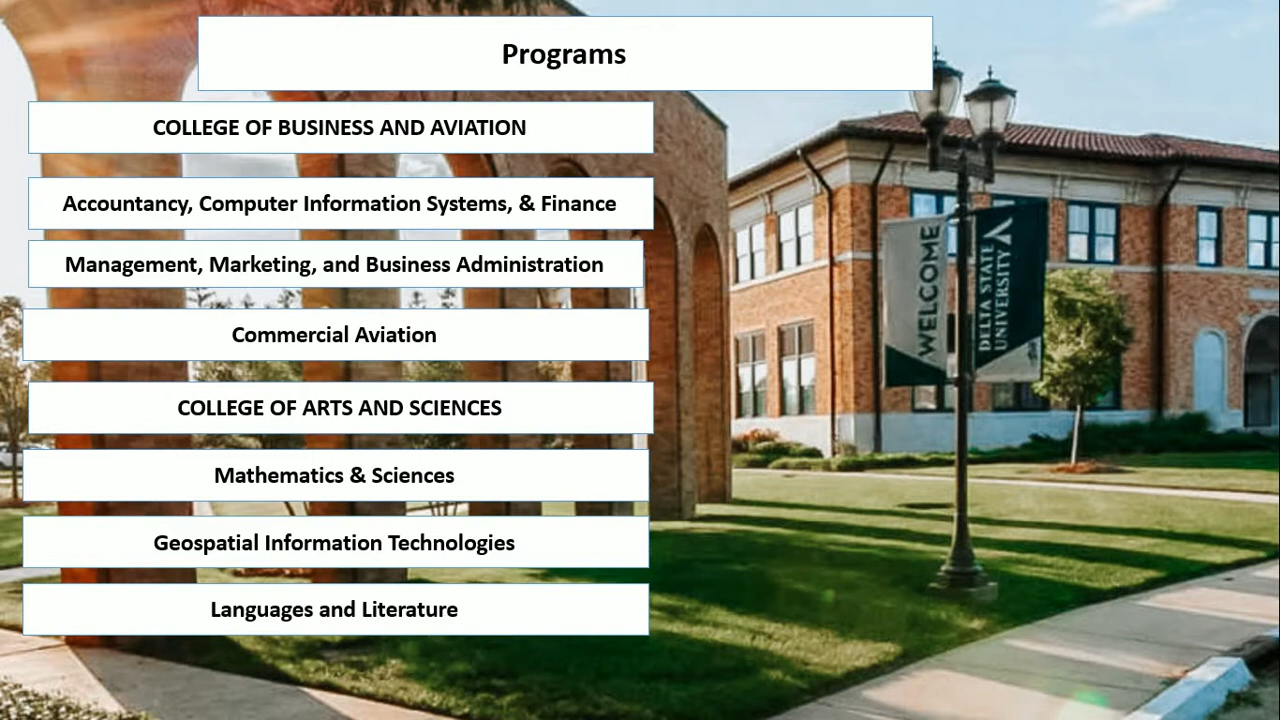 Programs
COLLEGE OF BUSINESS AND AVIATION
Accountancy, Computer Information Systems, & Finance
Management, Marketing, and Business Administration
Commercial Aviation
COLLEGE OF ARTS AND SCIENCES
Mathematics & Sciences
Geospatial Information Technologies
Languages and Literature
WELCOME
DELTA STATE
UNIVERSITY